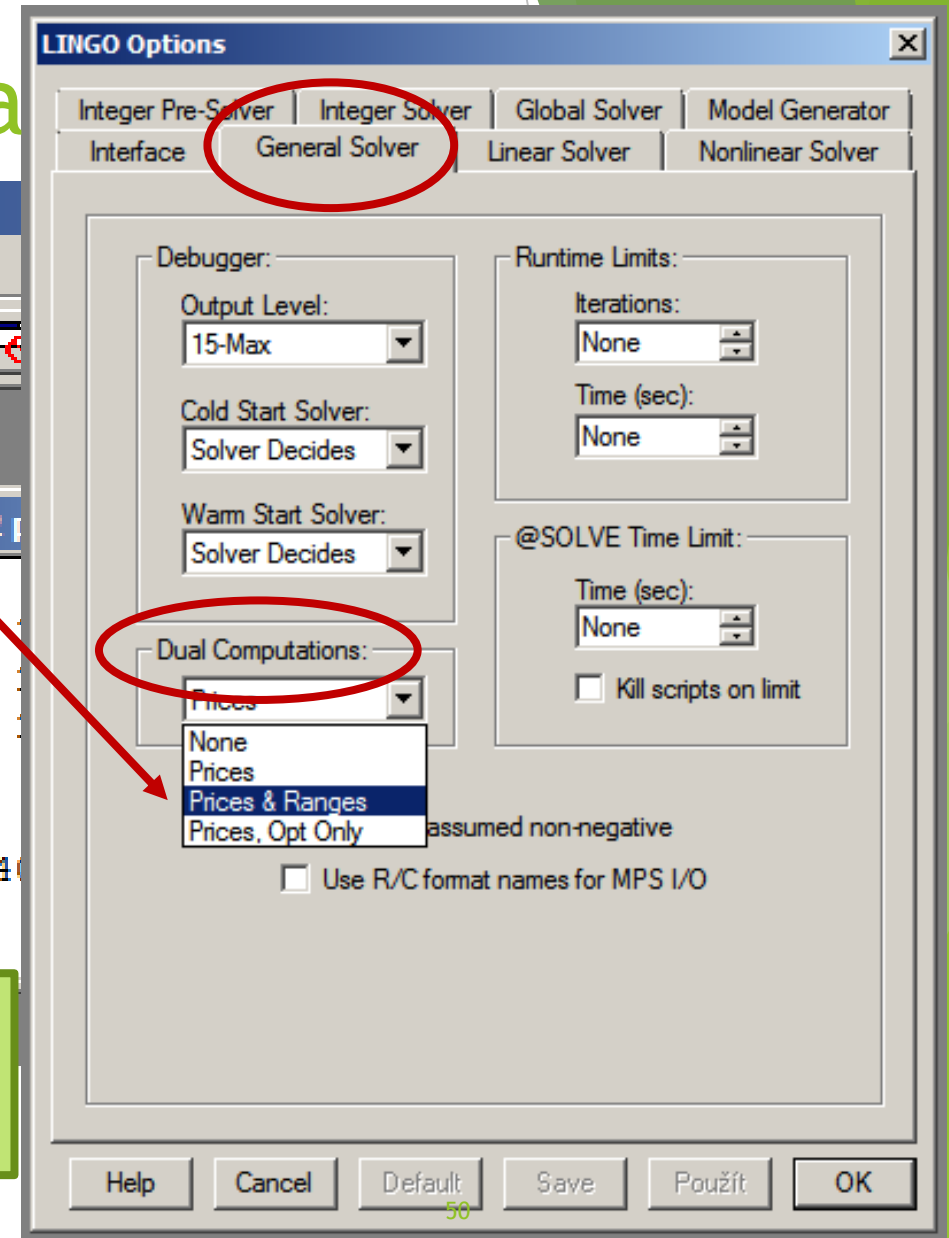 LINGO Options
Integer Pre-Solver Integer Solver Global Solver Model Generator
Interface General Solver Linear Solver Nonlinear Solver
Debugger:
Output Level:
15-Max
Cold Start Solver:
Solver Decides
Warm Start Solver:
Solver Decides
Dual Computations:
Prices
None
Prices
Prices & Ranges
Prices, Opt Only
Runtime Limits:
Iterations:
None
Time (sec):
None
@SOLVE Time Limit:
Time (sec):
None
Kill scripts on limit
assumed non-negative
Use R/C format names for MPS I/O
Help Cancel Default Save Použít OK
50